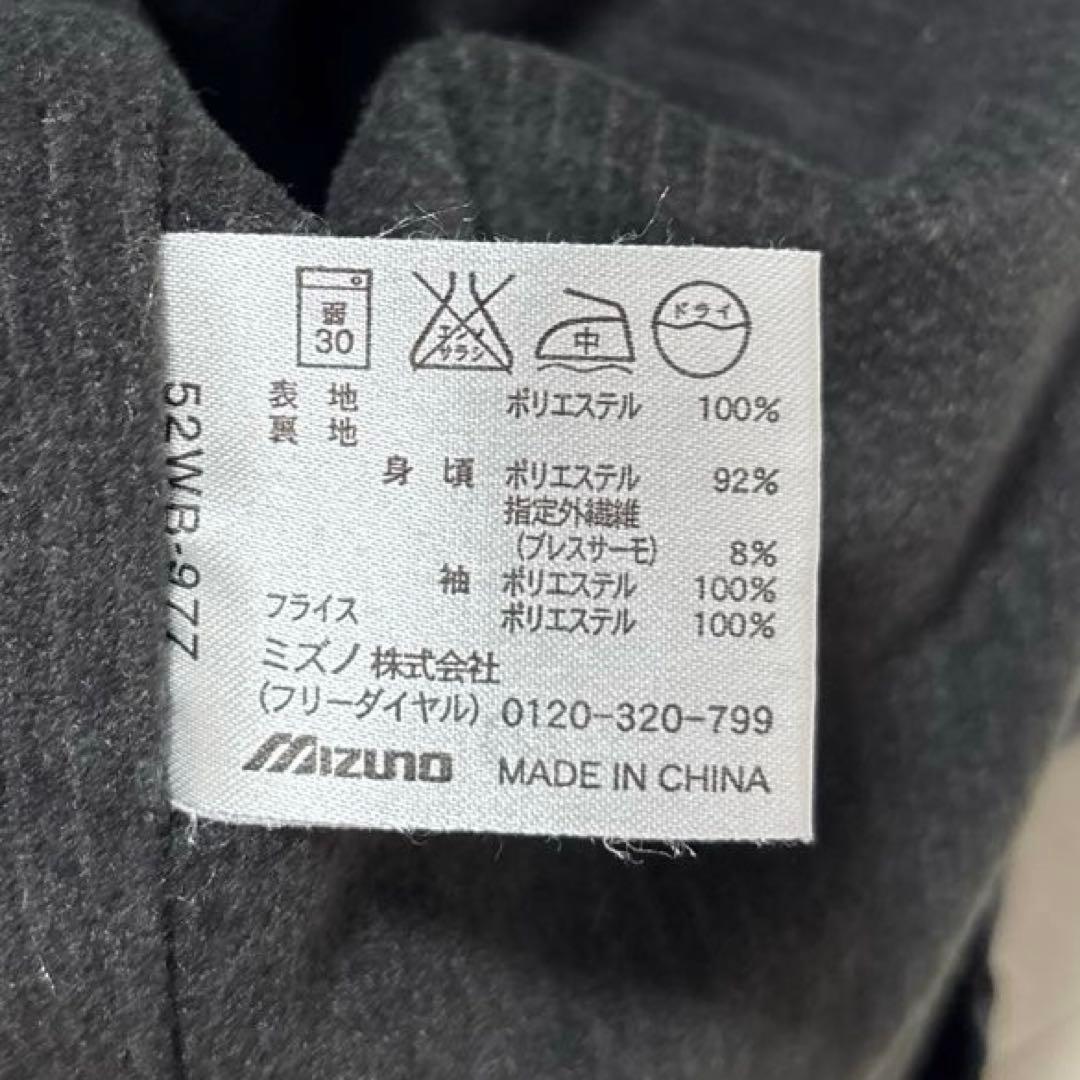 弱
30
エンソ
サラシ
中
ドライ
表 地 ポリエステル 100%
裏 地
身 頃 ポリエステル 92%
指定外繊維
(ブレスサーモ) 8%
袖 ポリエステル 100%
フライス ポリエステル 100%
ミズノ 株式会社
(フリーダイヤル) 0120-320-799
MIZUNO MADE IN CHINA
52WB-977